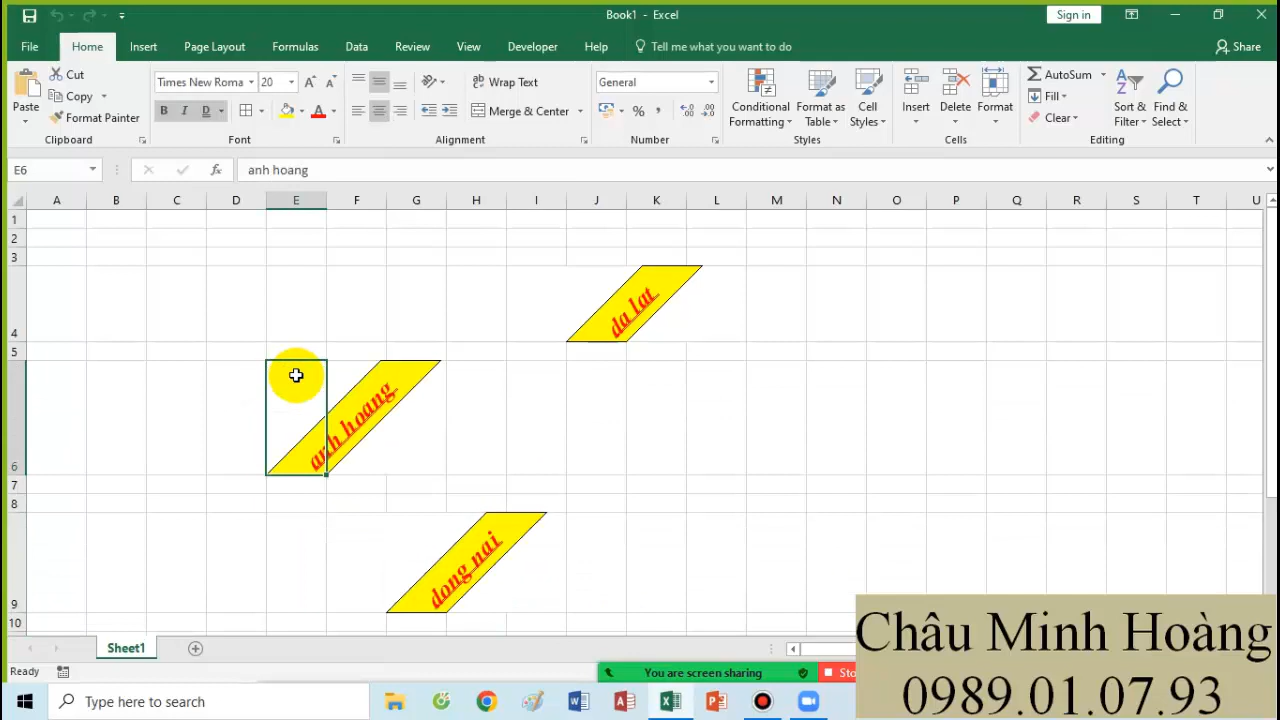 Book1 - Excel
Sign in
File Home Insert Page Layout Formulas Data Review View Developer Help Tell me what you want to do Share
Paste
Cut
Copy
Format Painter
Clipboard
Times New Roma 20
B I D
Font
Wrap Text
Merge & Center
Alignment
General
%
Number
Conditional Formatting
Format as Table
Cell Styles
Styles
Insert
Delete
Format
Cells
AutoSum
Fill
Clear
Sort & Filter
Find & Select
Editing
E6
fx
anh hoang
A B C D E F G H I J K L M N O P Q R S T U
1
2
3
4
5
6
7
8
9
10
da lat
anh hoang
dong nai
Sheet1
Ready
You are screen sharing
Sto
Type here to search
Châu Minh Hoàng
0989.01.07.93